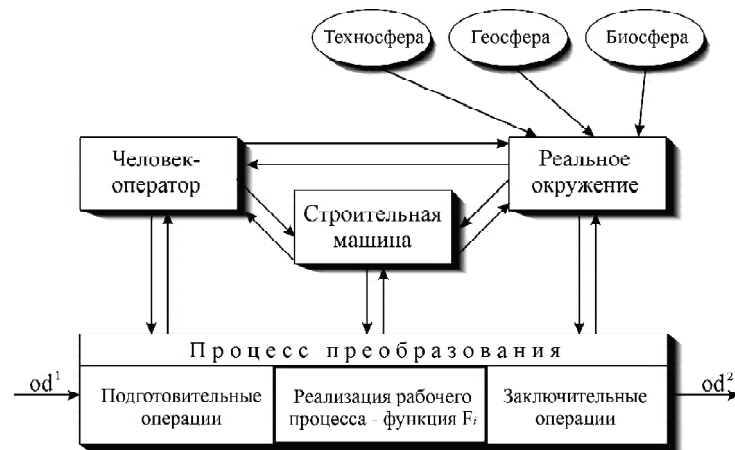 Техносфера
Геосфера
Биосфера
Человек-
оператор
Реальное
окружение
Строительная
машина
Процесс преобразования
od¹
Подготовительные
операции
Реализация рабочего
процесса - функция Fᵢ
Заключительные
операции
od²